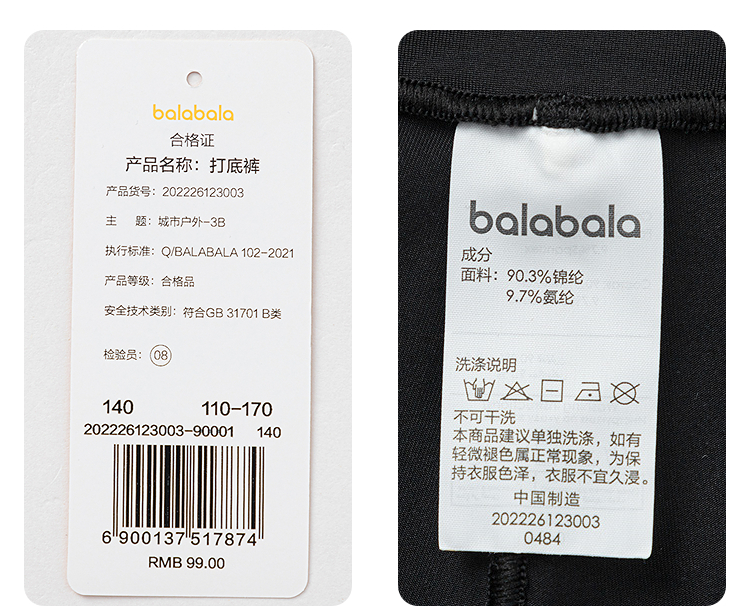 balabala
合格证
产品名称：打底裤
产品货号：202226123003
主 题：城市户外-3B
执行标准：Q/BALABALA 102-2021
产品等级：合格品
安全技术类别：符合GB 31701 B类
检验员：08
140 110-170
202226123003-90001 140
6 900137 517874
RMB 99.00
balabala
成分
面料：90.3%锦纶
9.7%氨纶
洗涤说明
不可干洗
本商品建议单独洗涤，如有
轻微褪色属正常现象，为保
持衣服色泽，衣服不宜久浸。
中国制造
202226123003
0484